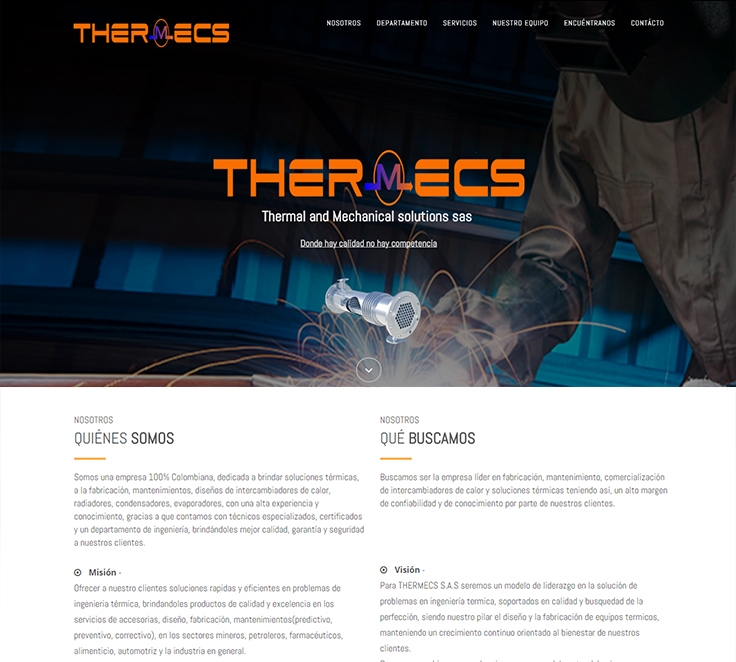 THERMECS
NOSOTROS DEPARTAMENTO SERVICIOS NUESTRO EQUIPO ENCUÉNTRANOS CONTÁCTO
THERMECS
Thermal and Mechanical solutions sas
Donde hay calidad no hay competencia
NOSOTROS
QUIÉNES SOMOS
Somos una empresa 100% Colombiana, dedicada a brindar soluciones térmicas,
a la fabricación, mantenimientos, diseños de intercambiadores de calor,
radiadores, condensadores, evaporadores, con una alta experiencia y
conocimiento, gracias a que contamos con técnicos especializados, certificados
y un departamento de ingeniería, brindándoles mejor calidad, garantía y seguridad
a nuestros clientes.
Misión -
Ofrecer a nuestro clientes soluciones rapidas y eficientes en problemas de
ingenieria térmica, brindandoles productos de calidad y excelencia en los
servicios de accesorias, diseño, fabricación, mantenimientos(predictivo,
preventivo, correctivo), en los sectores mineros, petroleros, farmacéuticos,
alimenticio, automotriz y la industria en general.
NOSOTROS
QUÉ BUSCAMOS
Buscamos ser la empresa líder en fabricación, mantenimiento, comercialización
de intercambiadores de calor y soluciones térmicas teniendo así, un alto margen
de confiabilidad y de conocimiento por parte de nuestros clientes.
Visión -
Para THERMECS S.A.S seremos un modelo de liderazgo en la solución de
problemas en ingeniería termica, soportados en calidad y busquedad de la
perfección, siendo nuestro pilar el diseño y la fabricación de equipos termicos,
manteniendo un crecimiento continuo orientado al bienestar de nuestros
clientes.